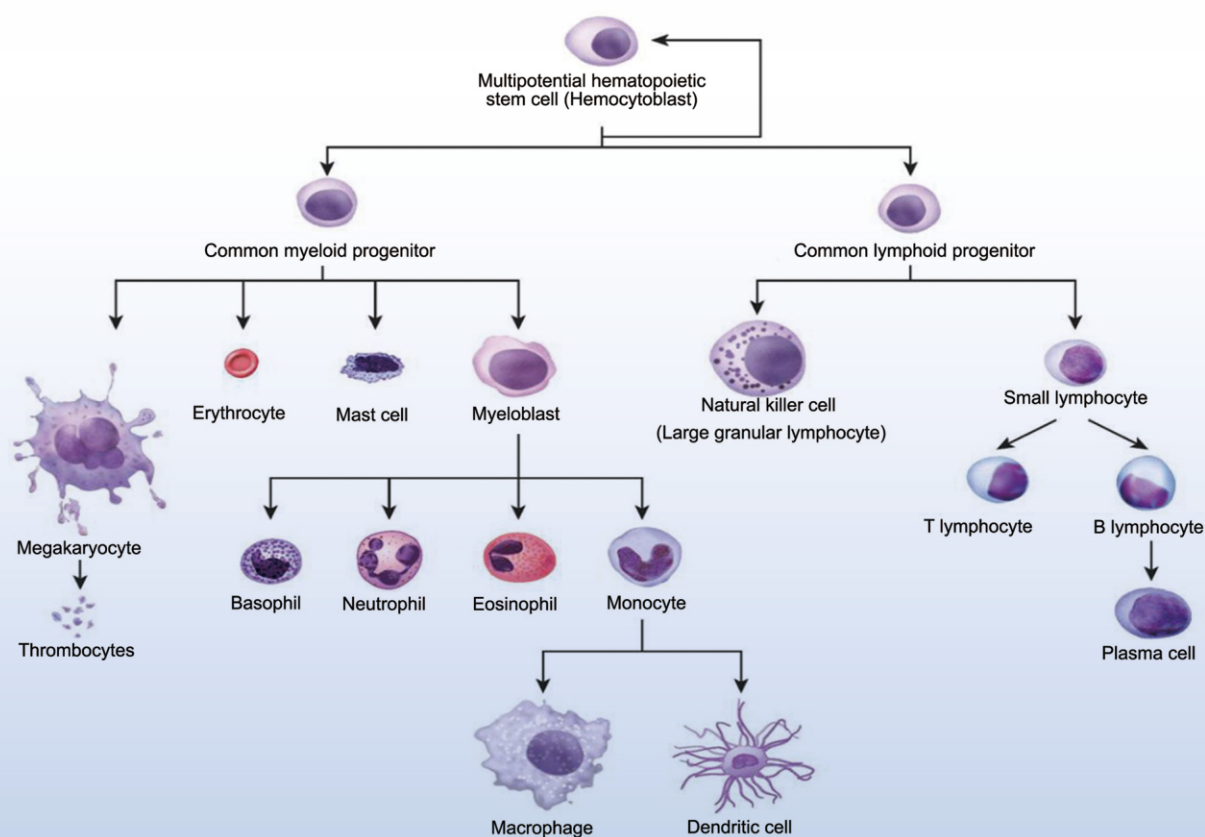 Multipotential hematopoietic
stem cell (Hemocytoblast)
Common myeloid progenitor
Common lymphoid progenitor
Erythrocyte
Mast cell
Myeloblast
Natural killer cell
(Large granular lymphocyte)
Small lymphocyte
T lymphocyte
B lymphocyte
Megakaryocyte
Basophil
Neutrophil
Eosinophil
Monocyte
Thrombocytes
Plasma cell
Macrophage
Dendritic cell